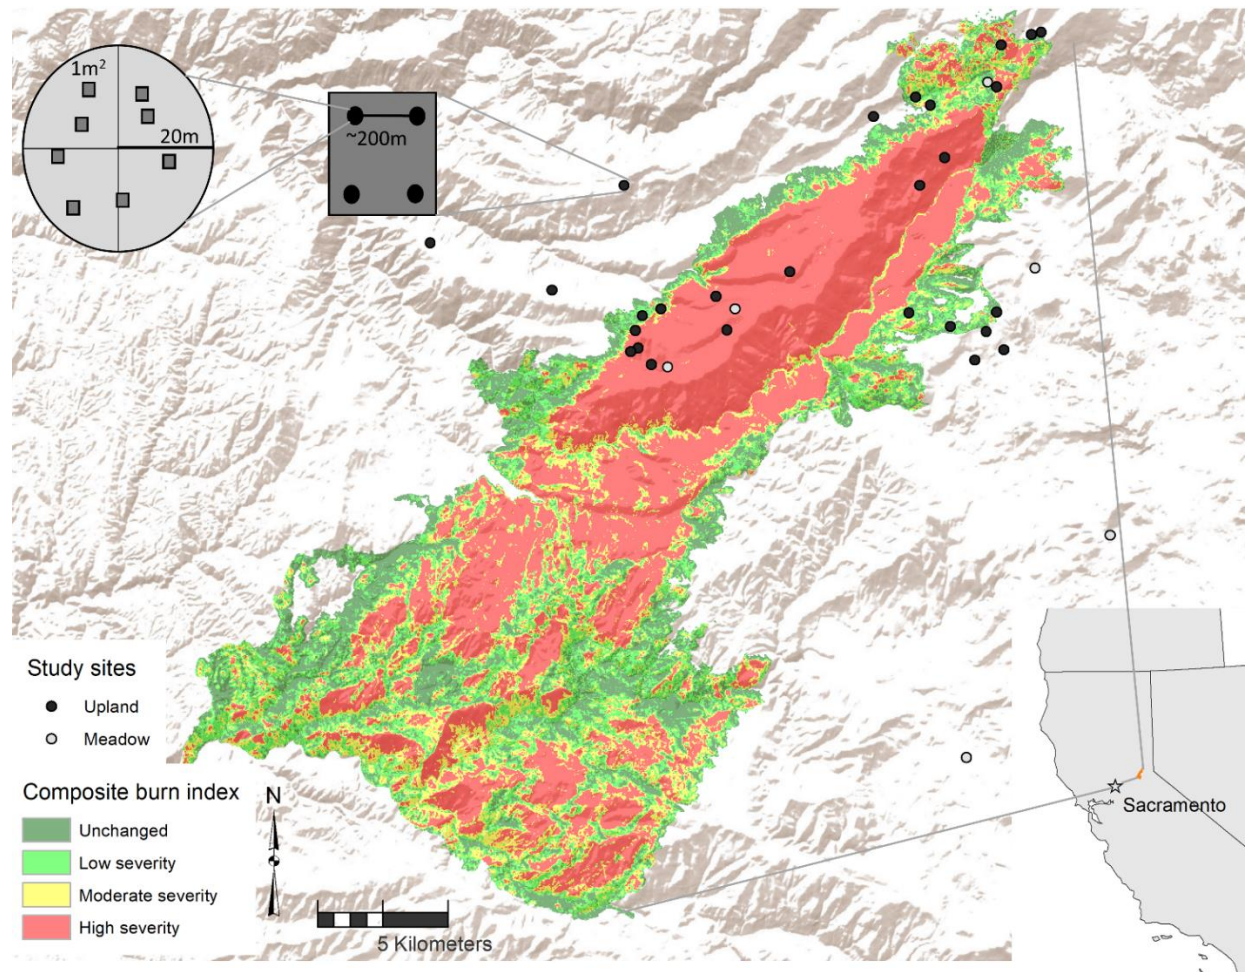 1m²
20m
~200m
Study sites
Upland
Meadow
Composite burn index
Unchanged
Low severity
Moderate severity
High severity
N
5 Kilometers
Sacramento